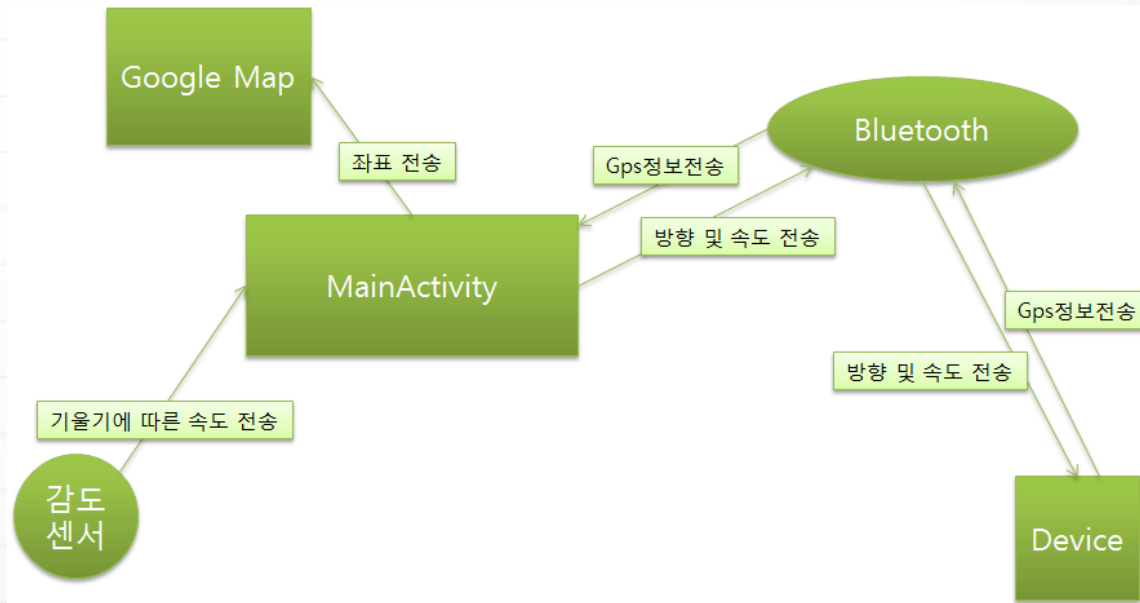 Google Map
Bluetooth
좌표 전송
Gps정보전송
방향 및 속도 전송
MainActivity
Gps정보전송
방향 및 속도 전송
기울기에 따른 속도 전송
감도
센서
Device